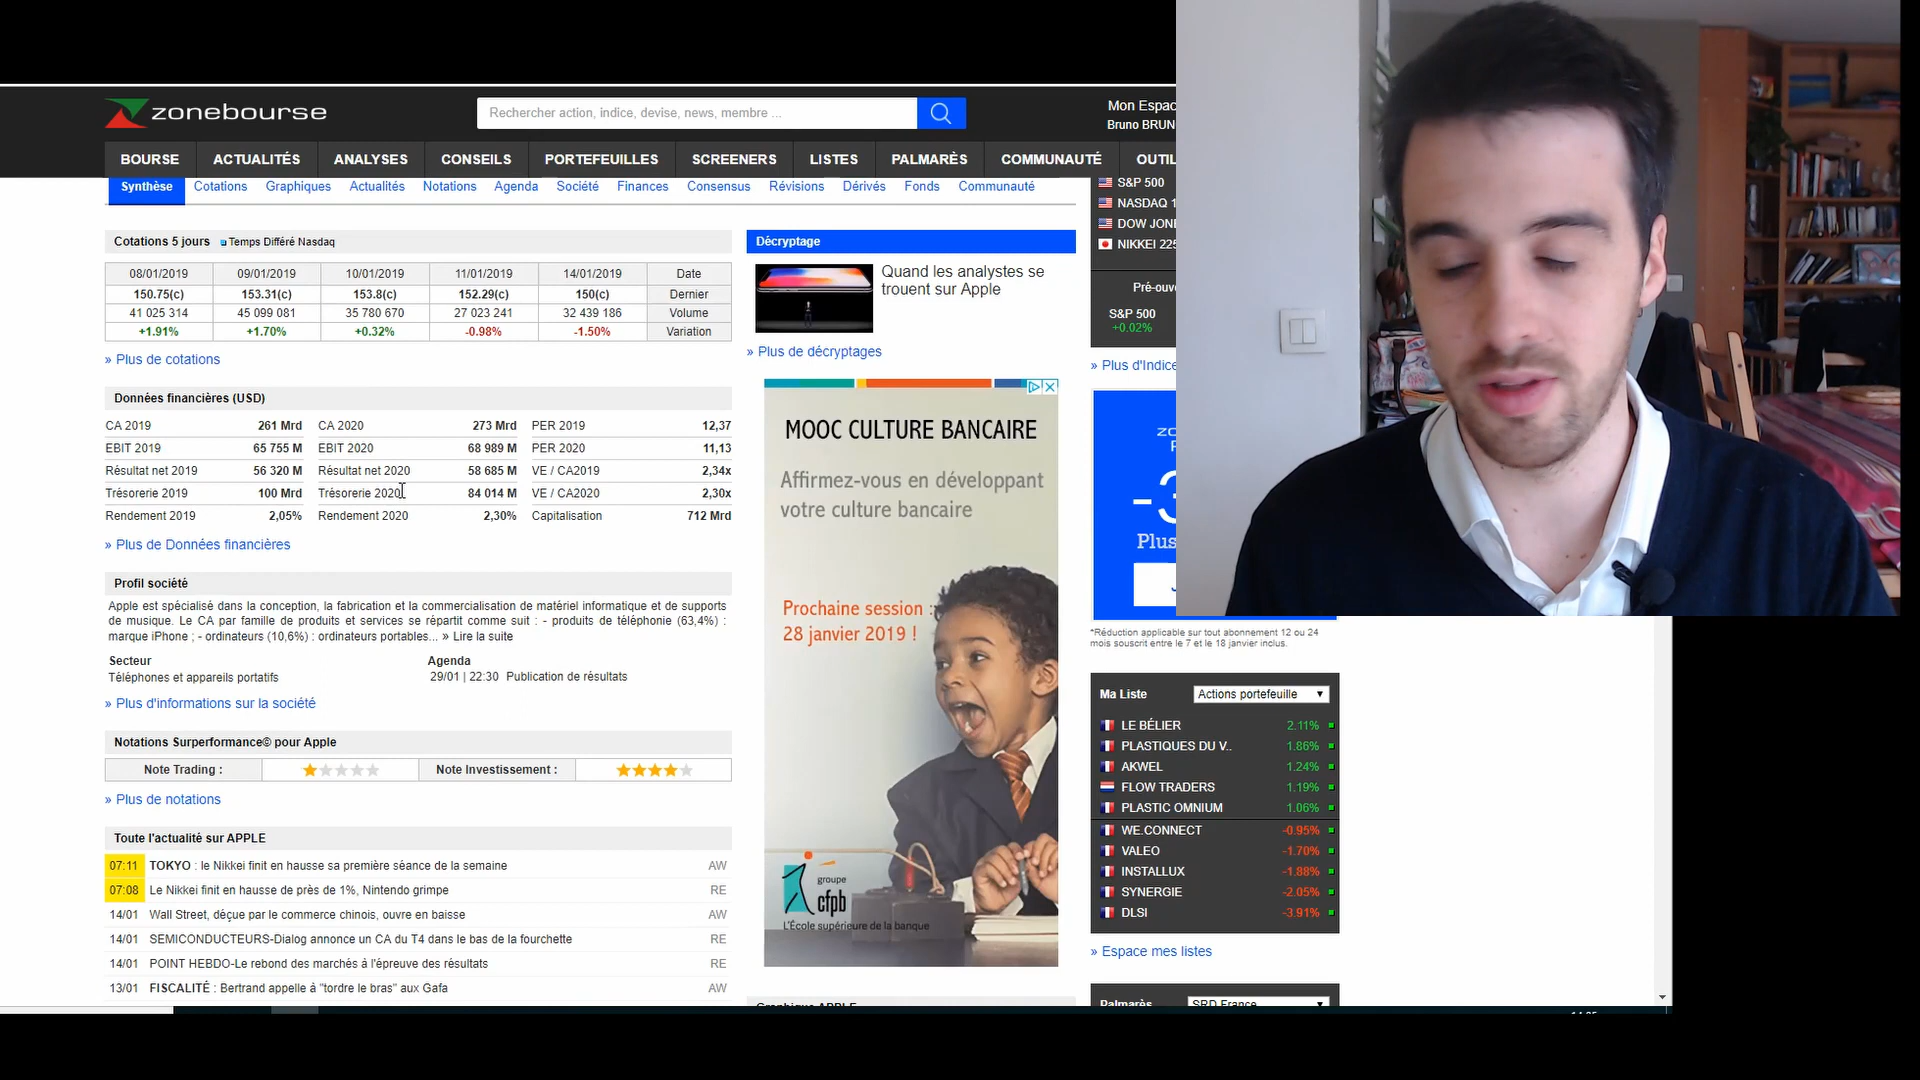 zonebourse
Rechercher action, indice, devise, news, membre ...
Mon Espac
Bruno BRUN
BOURSE ACTUALITÉS ANALYSES CONSEILS PORTEFEUILLES SCREENERS LISTES PALMARÈS COMMUNAUTÉ OUTIL
Synthèse Cotations Graphiques Actualités Notations Agenda Société Finances Consensus Révisions Dérivés Fonds Communauté
Cotations 5 jours Temps Différé Nasdaq
08/01/2019 09/01/2019 10/01/2019 11/01/2019 14/01/2019 Date
150.75(c) 153.31(c) 153.8(c) 152.29(c) 150(c) Dernier
41 025 314 45 099 081 35 780 670 27 023 241 32 439 186 Volume
+1.91% +1.70% +0.32% -0.98% -1.50% Variation
» Plus de cotations
Données financières (USD)
CA 2019 261 Mrd CA 2020 273 Mrd PER 2019 12,37
EBIT 2019 65 755 M EBIT 2020 68 989 M PER 2020 11,13
Résultat net 2019 56 320 M Résultat net 2020 58 685 M VE / CA2019 2,34x
Trésorerie 2019 100 Mrd Trésorerie 2020 84 014 M VE / CA2020 2,30x
Rendement 2019 2,05% Rendement 2020 2,30% Capitalisation 712 Mrd
» Plus de Données financières
Profil société
Apple est spécialisé dans la conception, la fabrication et la commercialisation de matériel informatique et de supports
de musique. Le CA par famille de produits et services se répartit comme suit : - produits de téléphonie (63,4%) :
marque iPhone ; - ordinateurs (10,6%) : ordinateurs portables... » Lire la suite
Secteur Agenda
Téléphones et appareils portatifs 29/01 | 22:30 Publication de résultats
» Plus d'informations sur la société
Notations Surperformance© pour Apple
Note Trading : Note Investissement :
» Plus de notations
Toute l'actualité sur APPLE
07:11 TOKYO : le Nikkei finit en hausse sa première séance de la semaine AW
07:08 Le Nikkei finit en hausse de près de 1%, Nintendo grimpe RE
14/01 Wall Street, déçue par le commerce chinois, ouvre en baisse AW
14/01 SEMICONDUCTEURS-Dialog annonce un CA du T4 dans le bas de la fourchette RE
14/01 POINT HEBDO-Le rebond des marchés à l'épreuve des résultats RE
13/01 FISCALITÉ : Bertrand appelle à "tordre le bras" aux Gafa AW
Décryptage
Quand les analystes se
trouent sur Apple
» Plus de décryptages
MOOC CULTURE BANCAIRE
Affirmez-vous en développant
votre culture bancaire
Prochaine session :
28 janvier 2019 !
groupe
cfpb
L'École supérieure de la banque
S&P 500
NASDAQ 1
DOW JON
NIKKEI 225
Pré-ouv
S&P 500
+0.02%
» Plus d'Indice
Plus
*Réduction applicable sur tout abonnement 12 ou 24
mois souscrit entre le 7 et le 18 janvier inclus.
Ma Liste Actions portefeuille
LE BÉLIER 2.11%
PLASTIQUES DU V.. 1.86%
AKWEL 1.24%
FLOW TRADERS 1.19%
PLASTIC OMNIUM 1.06%
WE.CONNECT -0.95%
VALEO -1.70%
INSTALLUX -1.88%
SYNERGIE -2.05%
DLSI -3.91%
» Espace mes listes
Palmarès SRD France